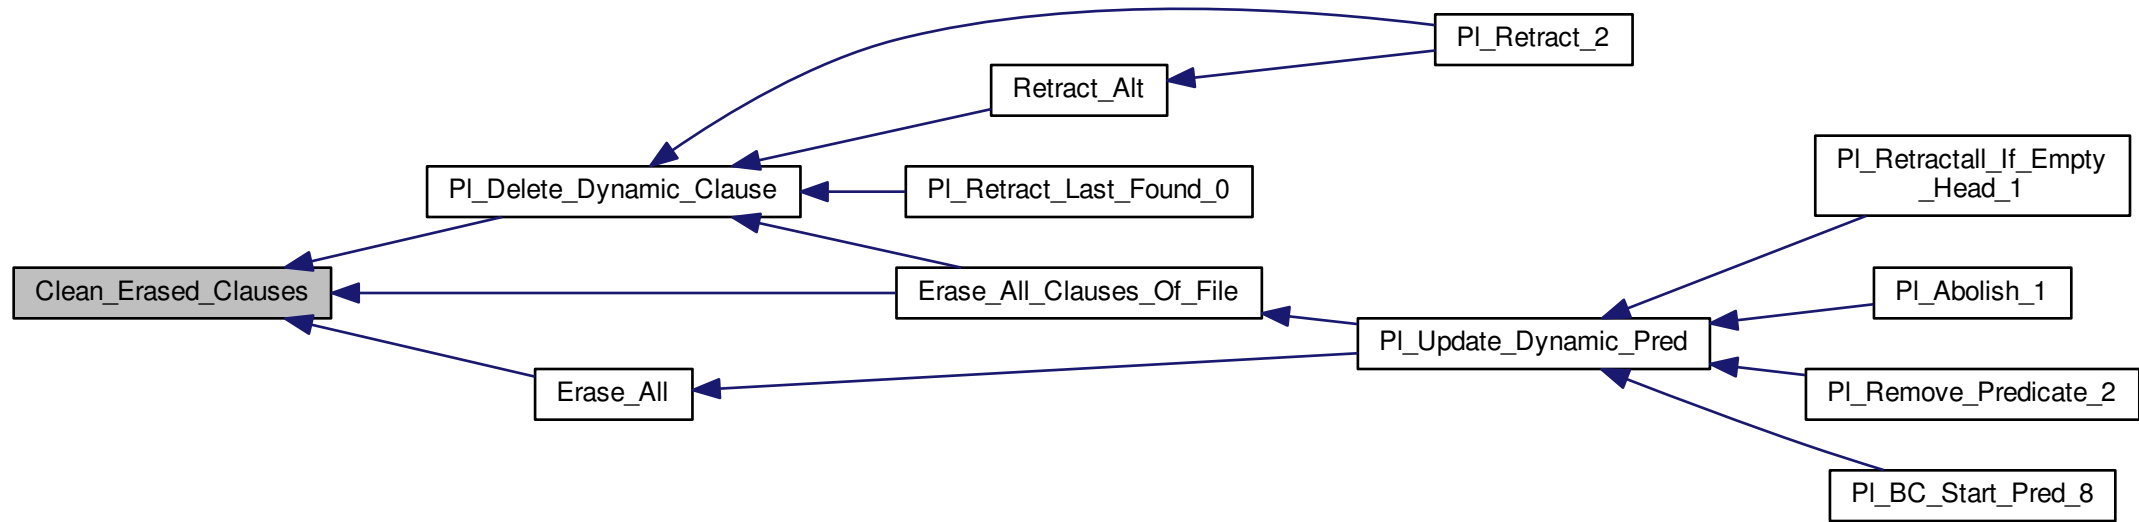 Pl_Retract_2
Retract_Alt
Pl_Retractall_If_Empty
_Head_1
Pl_Delete_Dynamic_Clause
Pl_Retract_Last_Found_0
Clean_Erased_Clauses
Erase_All_Clauses_Of_File
Pl_Abolish_1
Pl_Update_Dynamic_Pred
Erase_All
Pl_Remove_Predicate_2
Pl_BC_Start_Pred_8